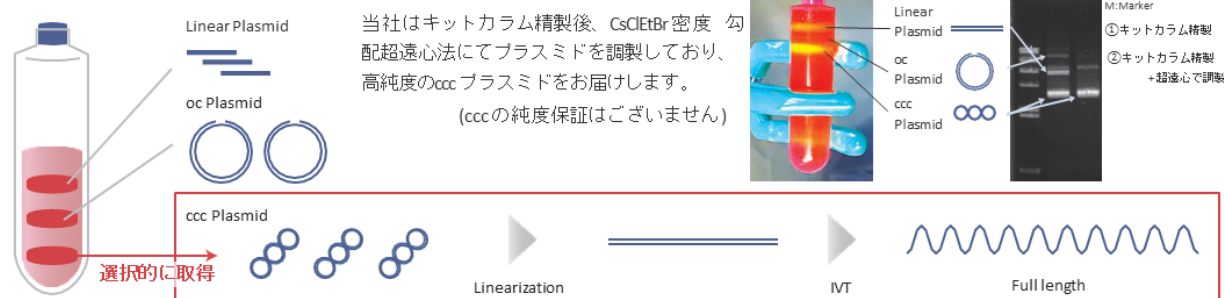 Linear Plasmid
oc Plasmid
当社はキットカラム精製後、CsClEtBr密度 勾
配超遠心法にてプラスミドを調製しており、
高純度のcccプラスミドをお届けします。
(cccの純度保証はございません)
Linear
Plasmid
oc
Plasmid
ccc
Plasmid
M:Marker
①キットカラム精製
②キットカラム精製
+超遠心で調製
ccc Plasmid
選択的に取得
Linearization
IVT
Full length